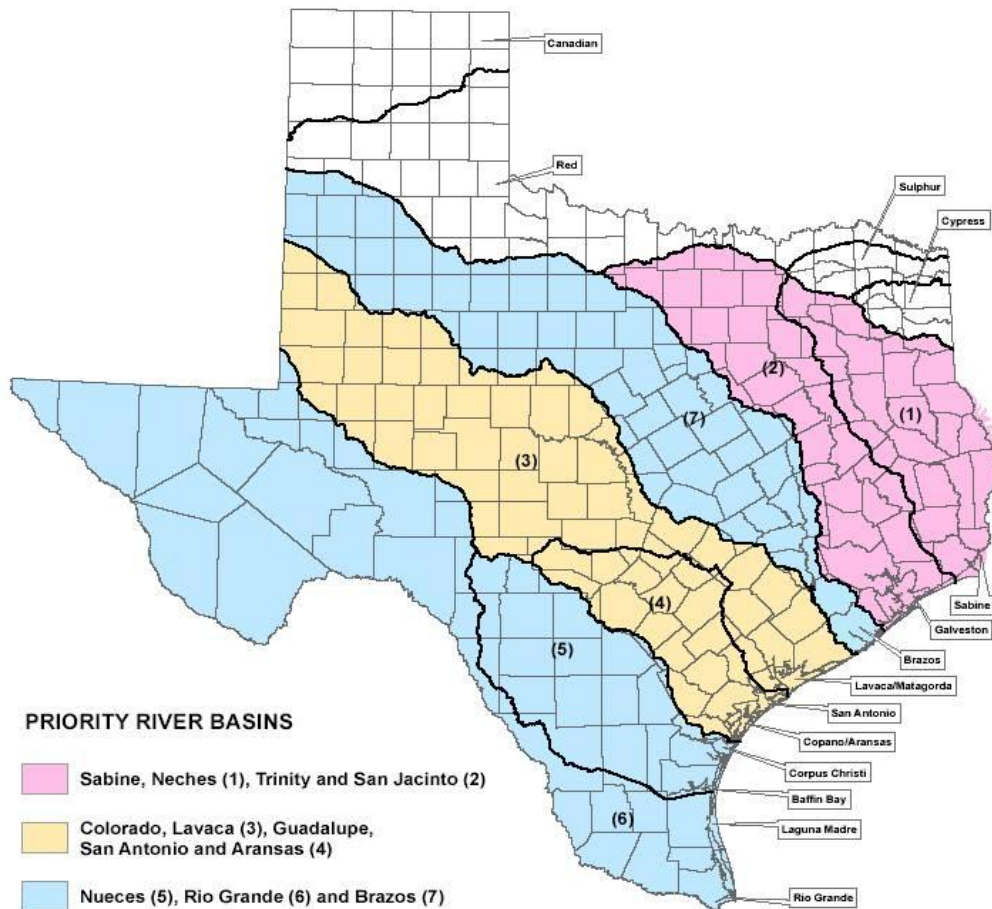 Canadian
Red
Sulphur
Cypress
(2)
(1)
(7)
(3)
(4)
(5)
(6)
Sabine
Galveston
Brazos
Lavaca/Matagorda
San Antonio
Copano/Aransas
Corpus Christi
Baffin Bay
Laguna Madre
Rio Grande
PRIORITY RIVER BASINS
Sabine, Neches (1), Trinity and San Jacinto (2)
Colorado, Lavaca (3), Guadalupe,
San Antonio and Aransas (4)
Nueces (5), Rio Grande (6) and Brazos (7)